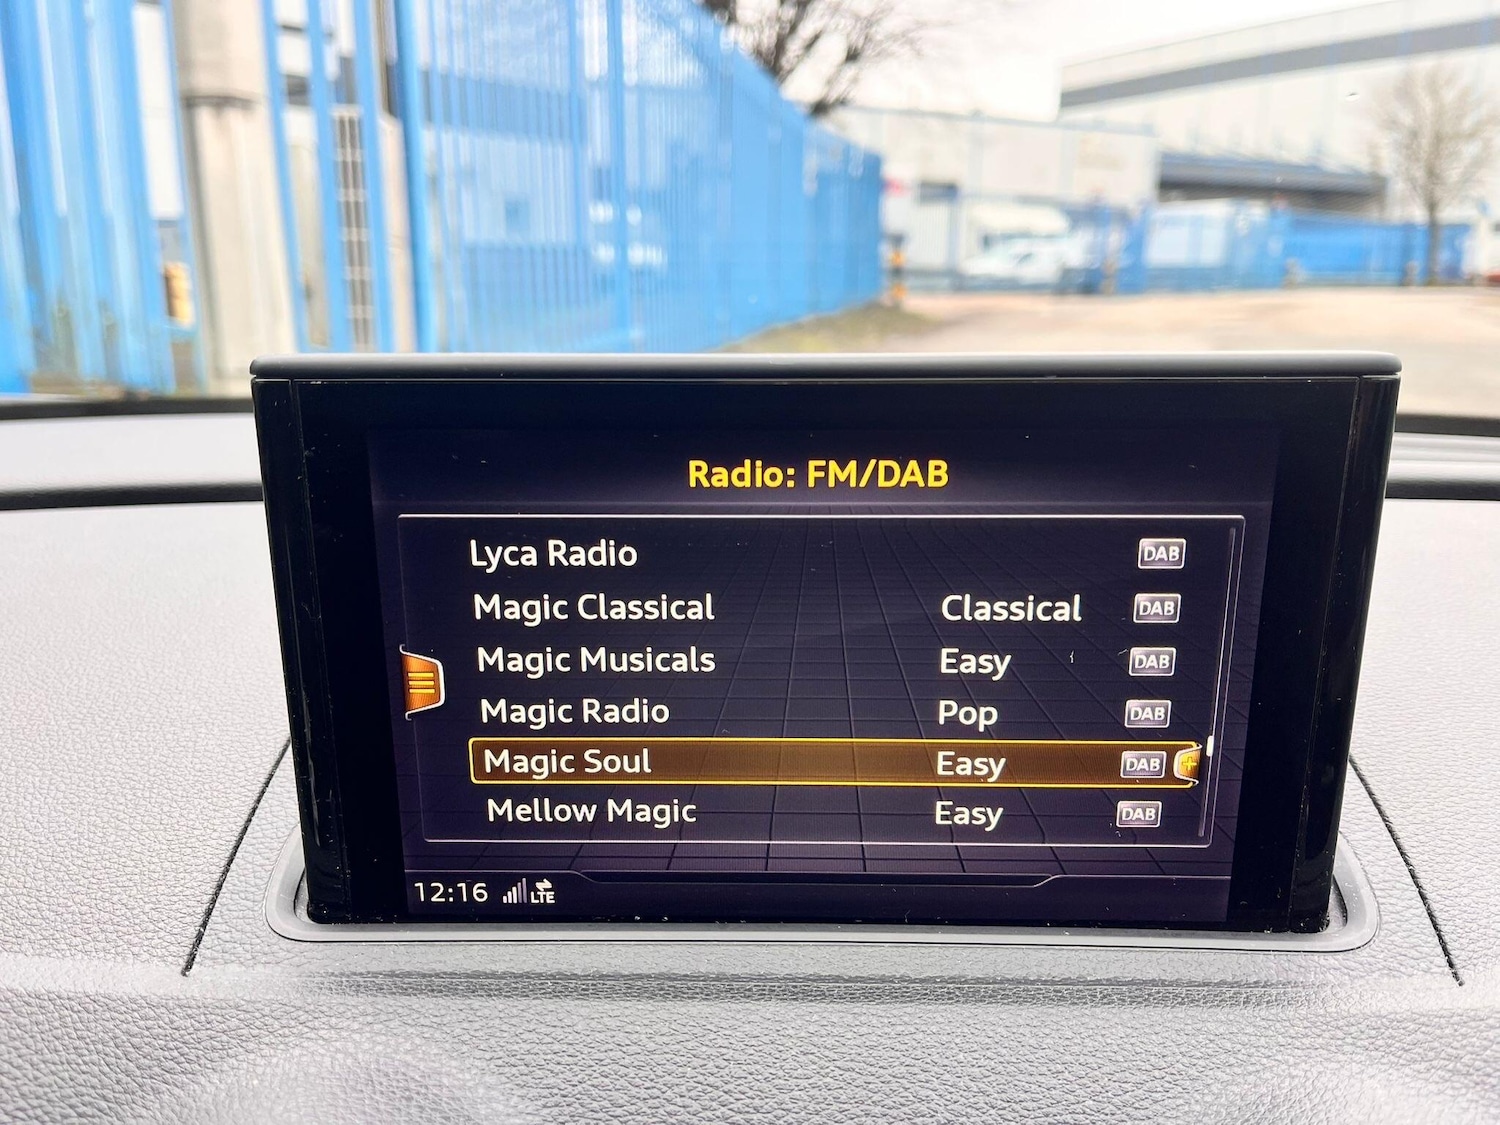 Radio: FM/DAB
Lyca Radio DAB
Magic Classical Classical DAB
Magic Musicals Easy DAB
Magic Radio Pop DAB
Magic Soul Easy DAB +
Mellow Magic Easy DAB
12:16 LTE